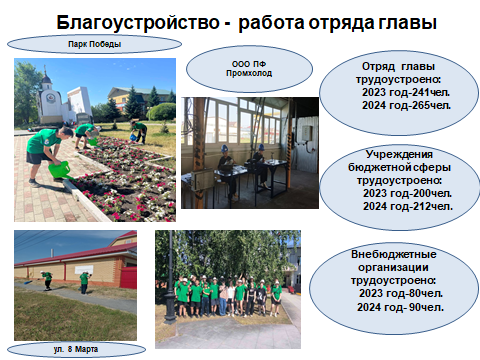 Благоустройство - работа отряда главы
Парк Победы
ООО ПФ
Промхолод
Отряд главы
трудоустроено:
2023 год-241чел.
2024 год-265чел.
Учреждения
бюджетной сферы
трудоустроено:
2023 год-200чел.
2024 год-212чел.
Внебюджетные
организации
трудоустроено:
2023 год-80чел.
2024 год- 90чел.
ул. 8 Марта